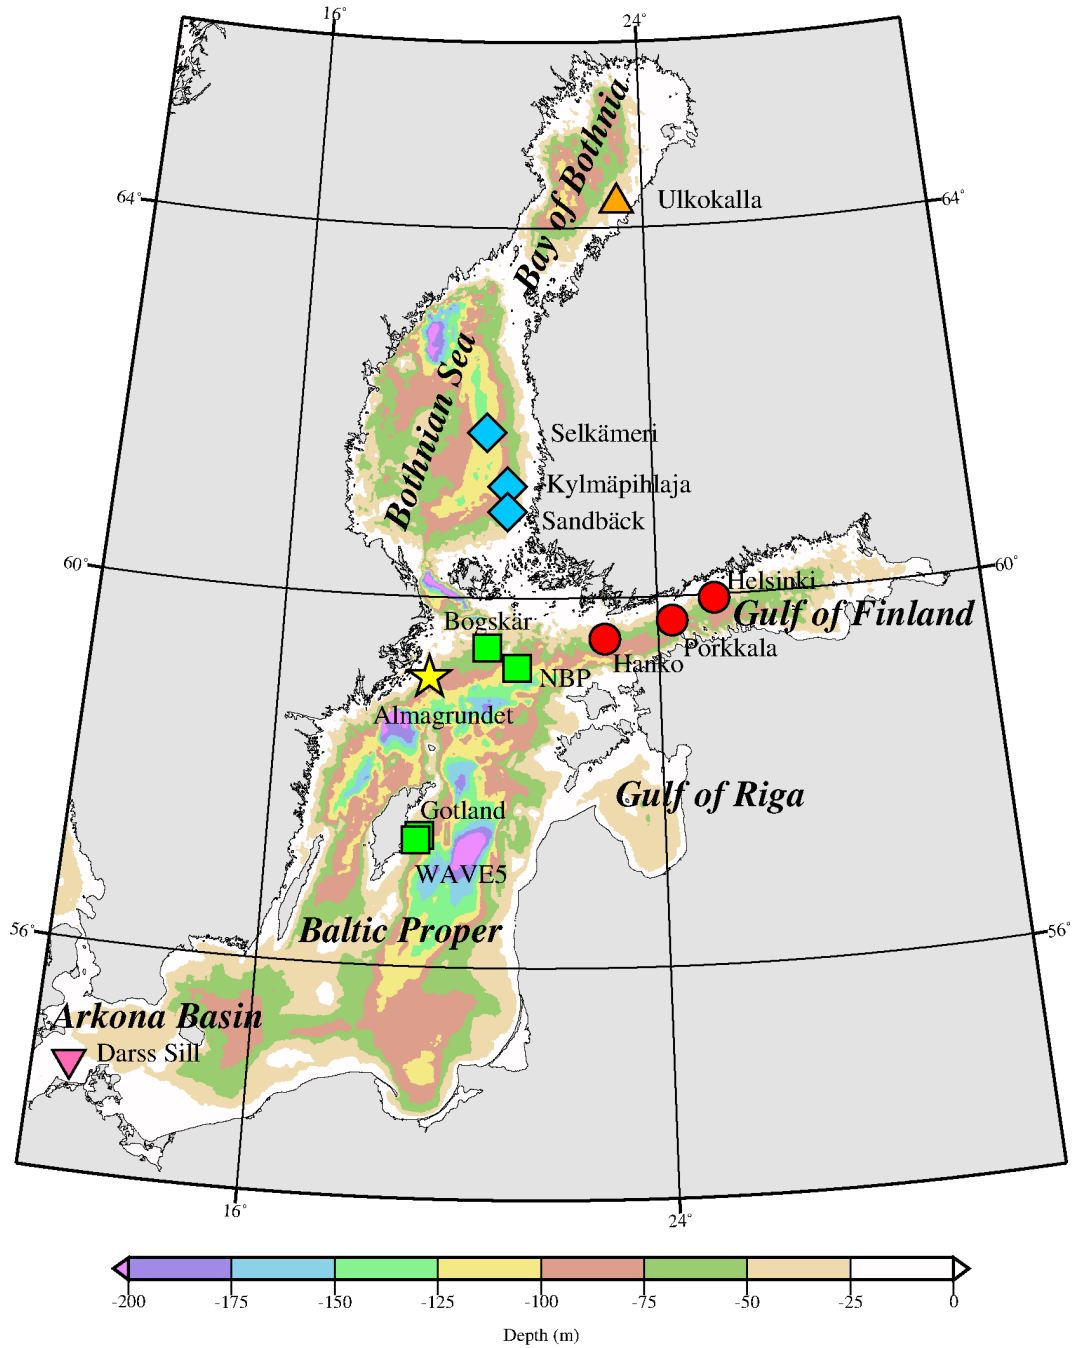 16°
24°
Bay of Bothnia
64°
Ulkokalla
64°
Bothnian Sea
Selkämeri
Kylmäpihlaja
Sandbäck
60°
60°
Helsinki
Gulf of Finland
Bogskär
Porkkala
Hanko
NBP
Almagrundet
Gulf of Riga
Gotland
WAVE5
Baltic Proper
56°
56°
Arkona Basin
Darss Sill
16°
24°
-200 -175 -150 -125 -100 -75 -50 -25 0
Depth (m)